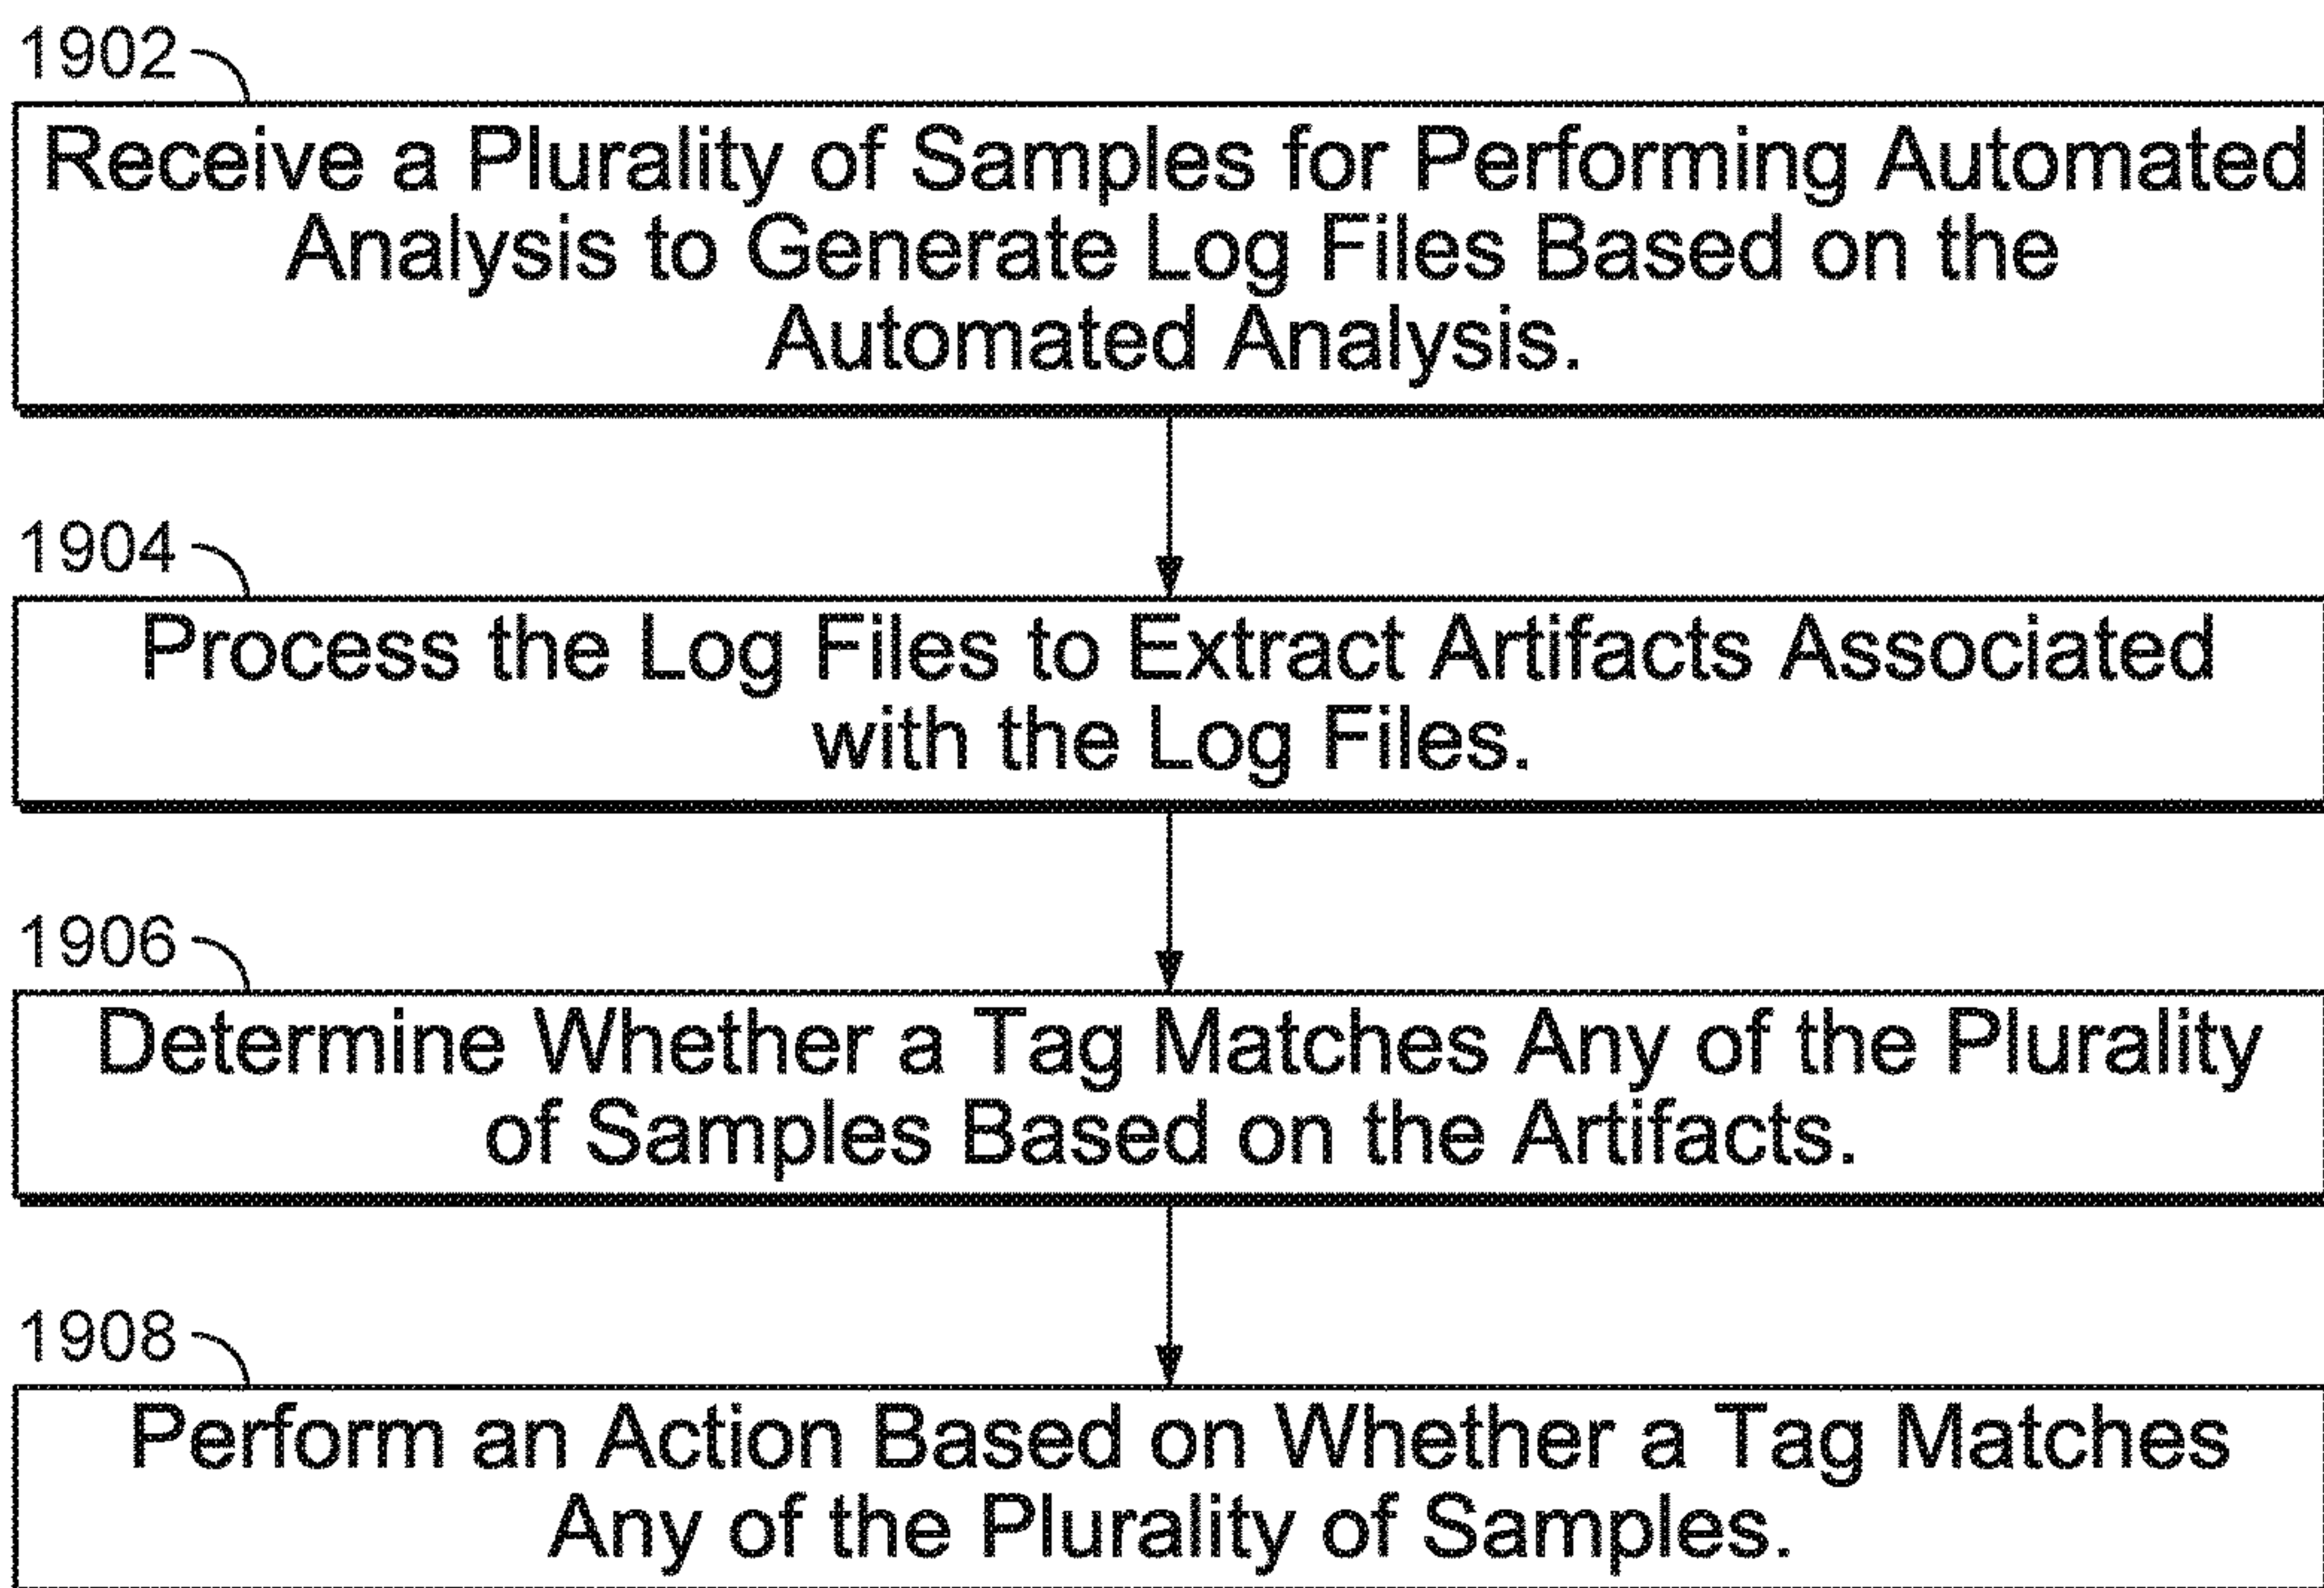 1902
Receive a Plurality of Samples for Performing Automated
Analysis to Generate Log Files Based on the
Automated Analysis.
1904
Process the Log Files to Extract Artifacts Associated
with the Log Files.
1906
Determine Whether a Tag Matches Any of the Plurality
of Samples Based on the Artifacts.
1908
Perform an Action Based on Whether a Tag Matches
Any of the Plurality of Samples.